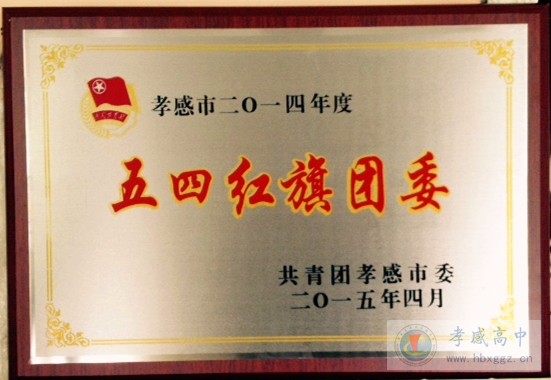 孝感市二〇一四年度
五四红旗团委
共青团孝感市委
二〇一五年四月
孝感高中
www.hbxggz.cn